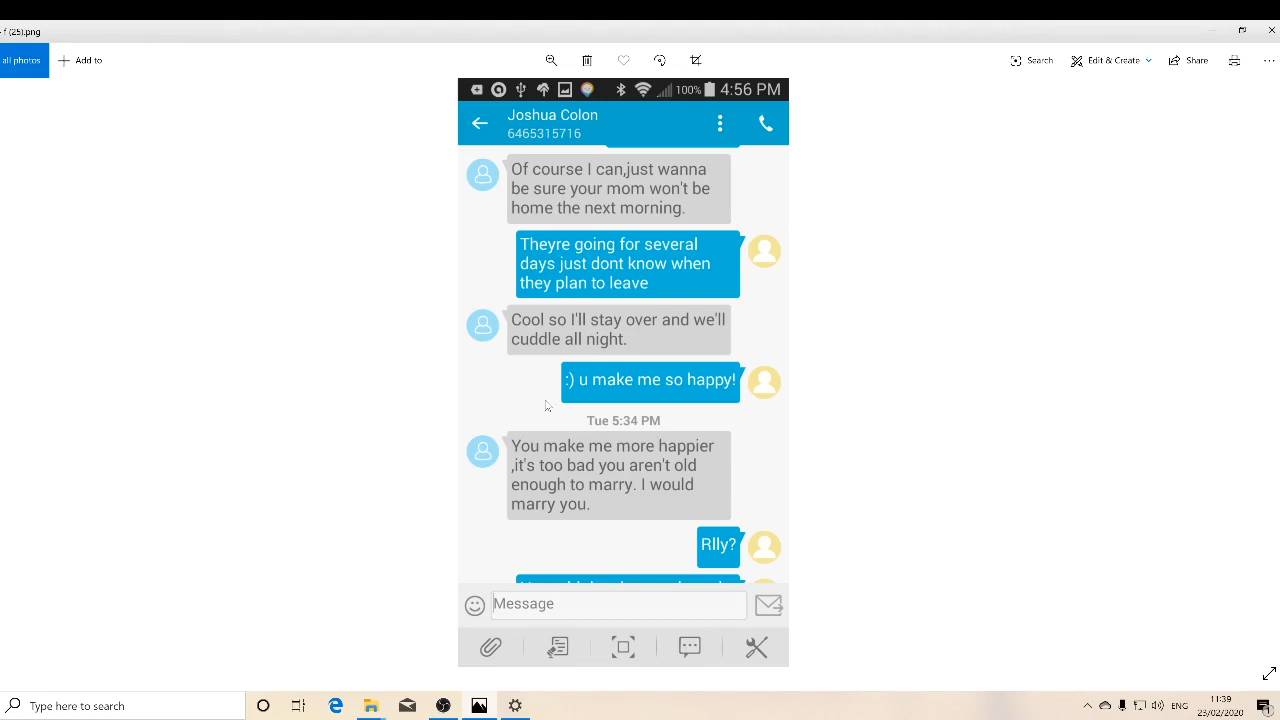 - f (25).png
all photos
Add to
Search
Edit & Create
Share
100%
4:56 PM
Joshua Colon
6465315716
Of course I can,just wanna
be sure your mom won't be
home the next morning.
Theyre going for several
days just dont know when
they plan to leave
Cool so I'll stay over and we'll
cuddle all night.
:) u make me so happy!
Tue 5:34 PM
You make me more happier
,it's too bad you aren't old
enough to marry. I would
marry you.
Rlly?
Message
Type here to search
ENG
11:39
23/02/2020